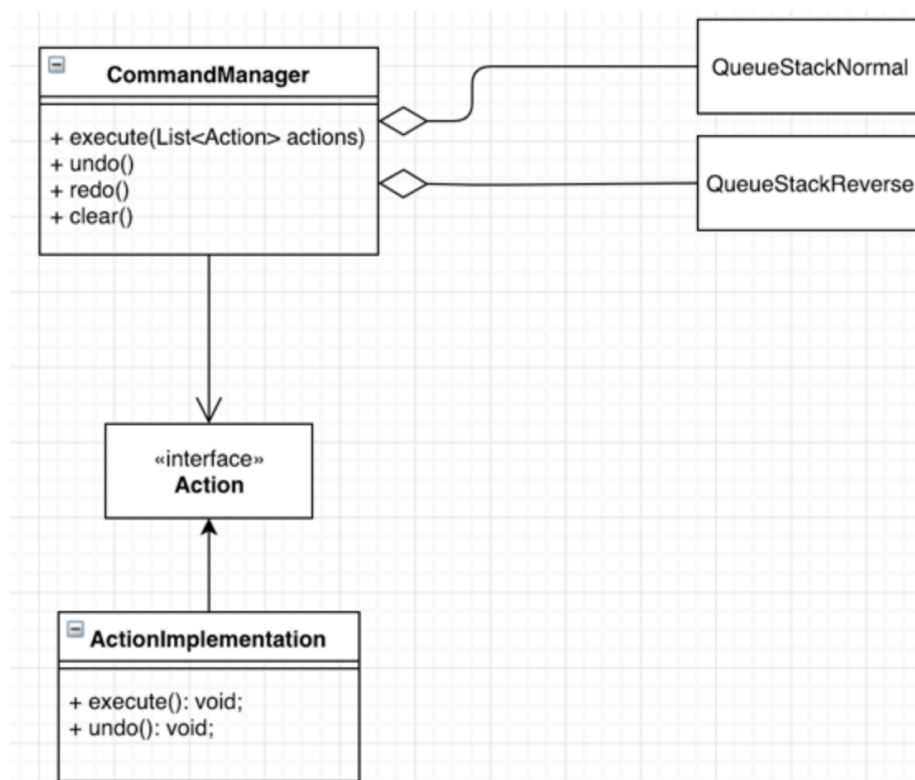 CommandManager
+ execute(List<Action> actions)
+ undo()
+ redo()
+ clear()
QueueStackNormal
QueueStackReverse
«interface»
Action
ActionImplementation
+ execute(): void;
+ undo(): void;